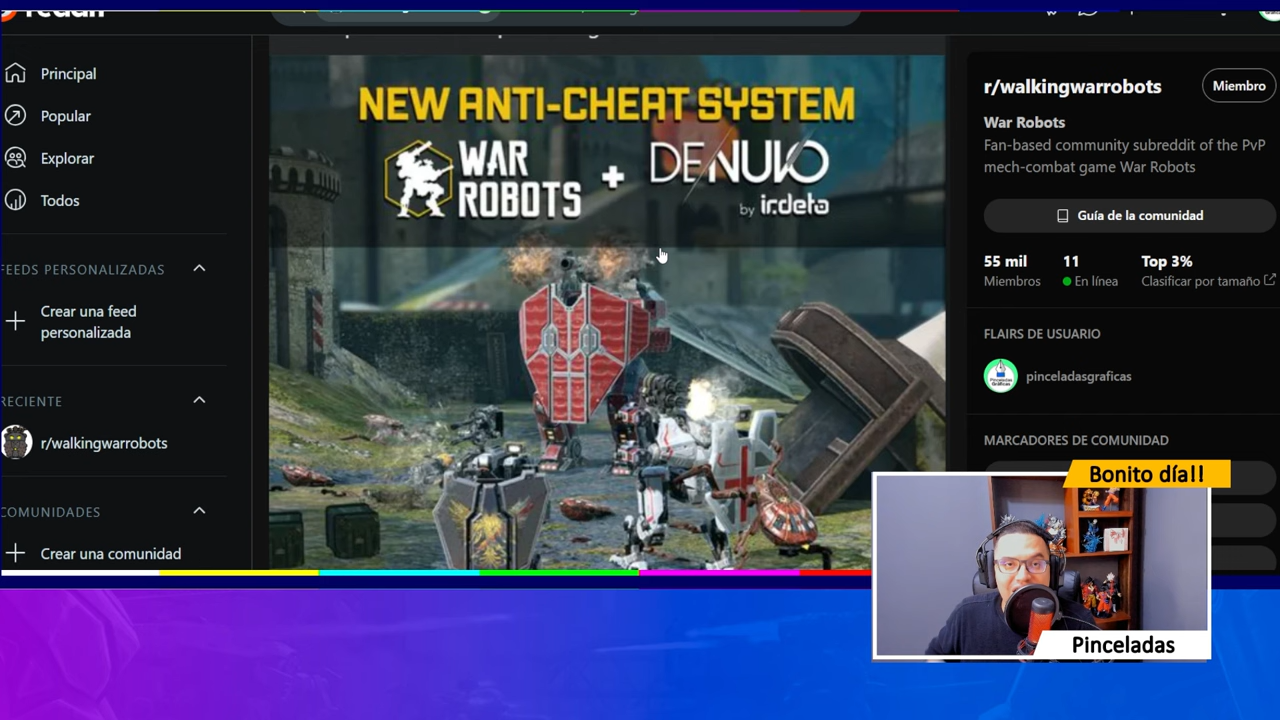 Principal
Popular
Explorar
Todos
FEEDS PERSONALIZADAS
Crear una feed
personalizada
RECIENTE
r/walkingwarrobots
COMUNIDADES
Crear una comunidad
NEW ANTI-CHEAT SYSTEM
WAR
ROBOTS
+
DENUVO
by irdeto
r/walkingwarrobots
Miembro
War Robots
Fan-based community subreddit of the PvP
mech-combat game War Robots
Guía de la comunidad
55 mil
Miembros
11
En línea
Top 3%
Clasificar por tamaño
FLAIRS DE USUARIO
pinceladasgraficas
MARCADORES DE COMUNIDAD
Bonito día!!
Pinceladas